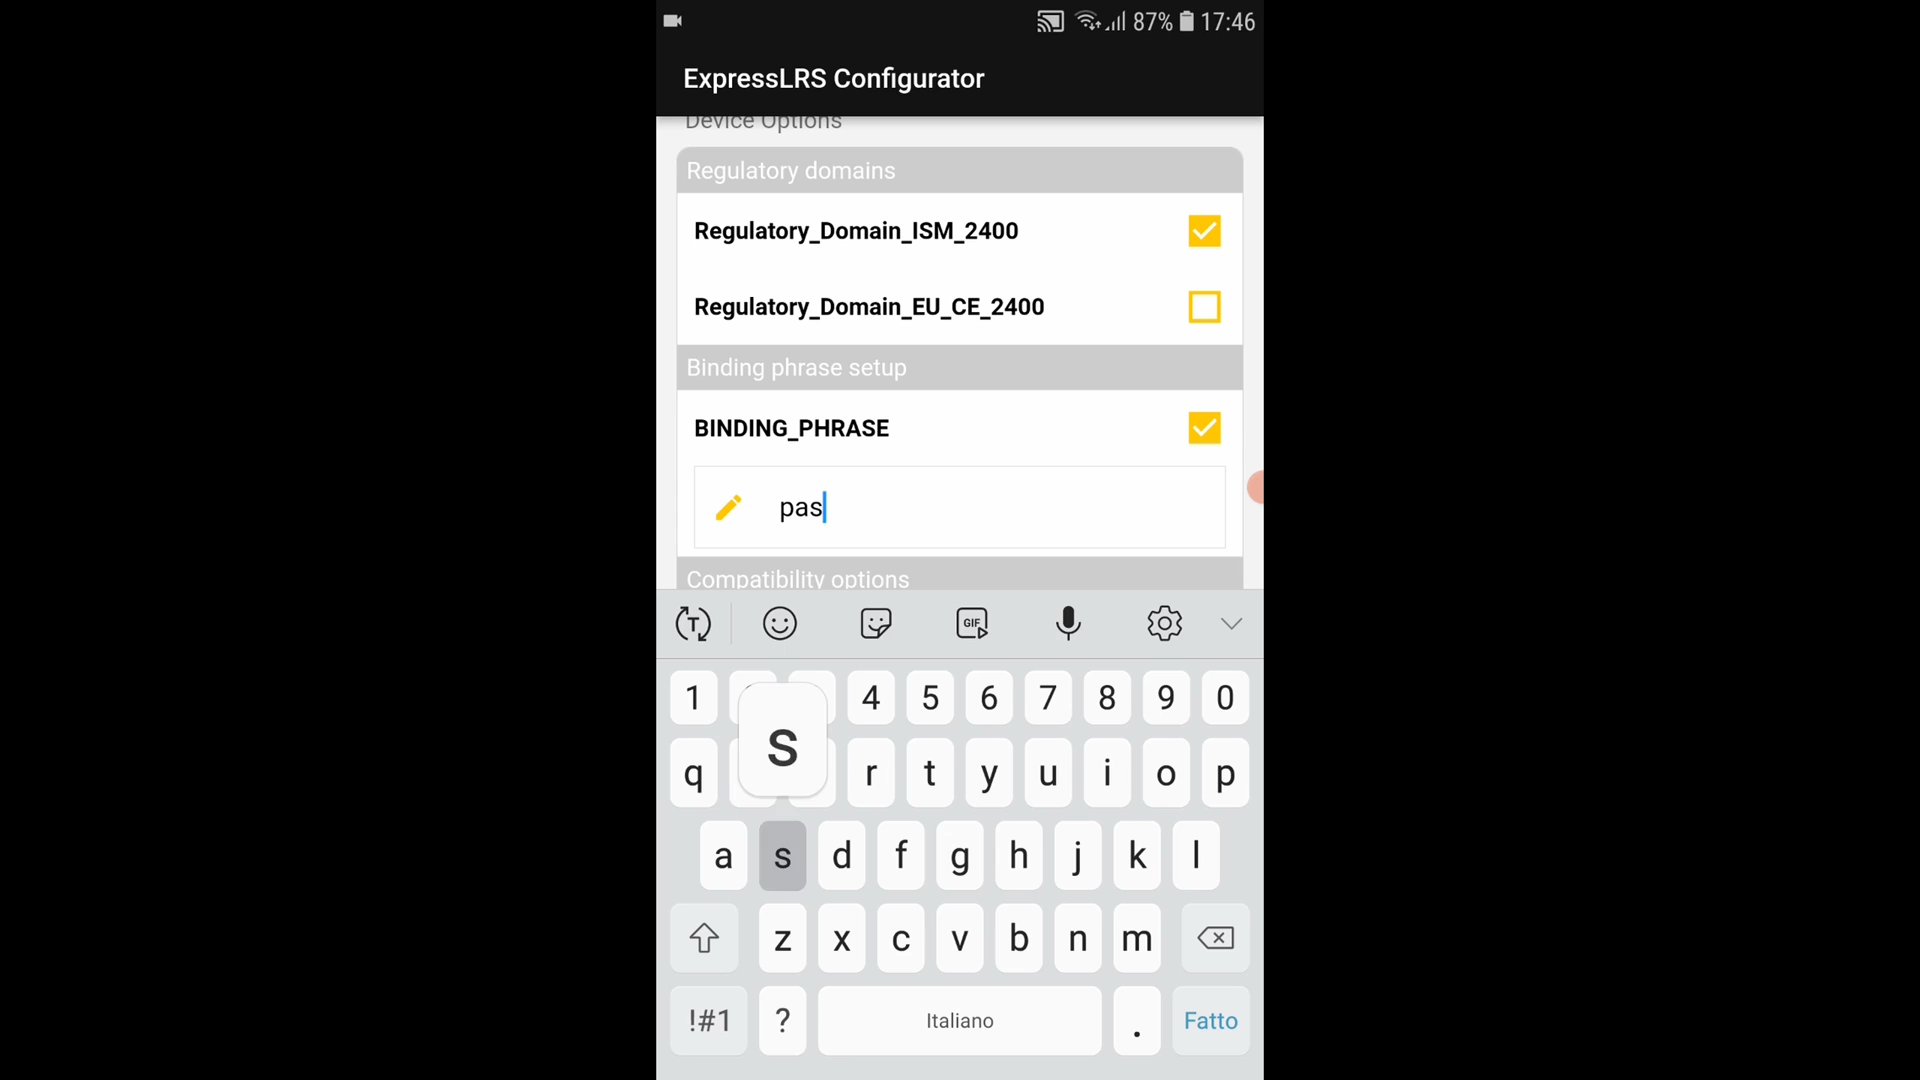 87% 17:46
ExpressLRS Configurator
Device Options
Regulatory domains
Regulatory_Domain_ISM_2400
Regulatory_Domain_EU_CE_2400
Binding phrase setup
BINDING_PHRASE
pas
Compatibility options
T GIF
1 4 5 6 7 8 9 0
s
q r t y u i o p
a s d f g h j k l
z x c v b n m
!#1 ? Italiano . Fatto